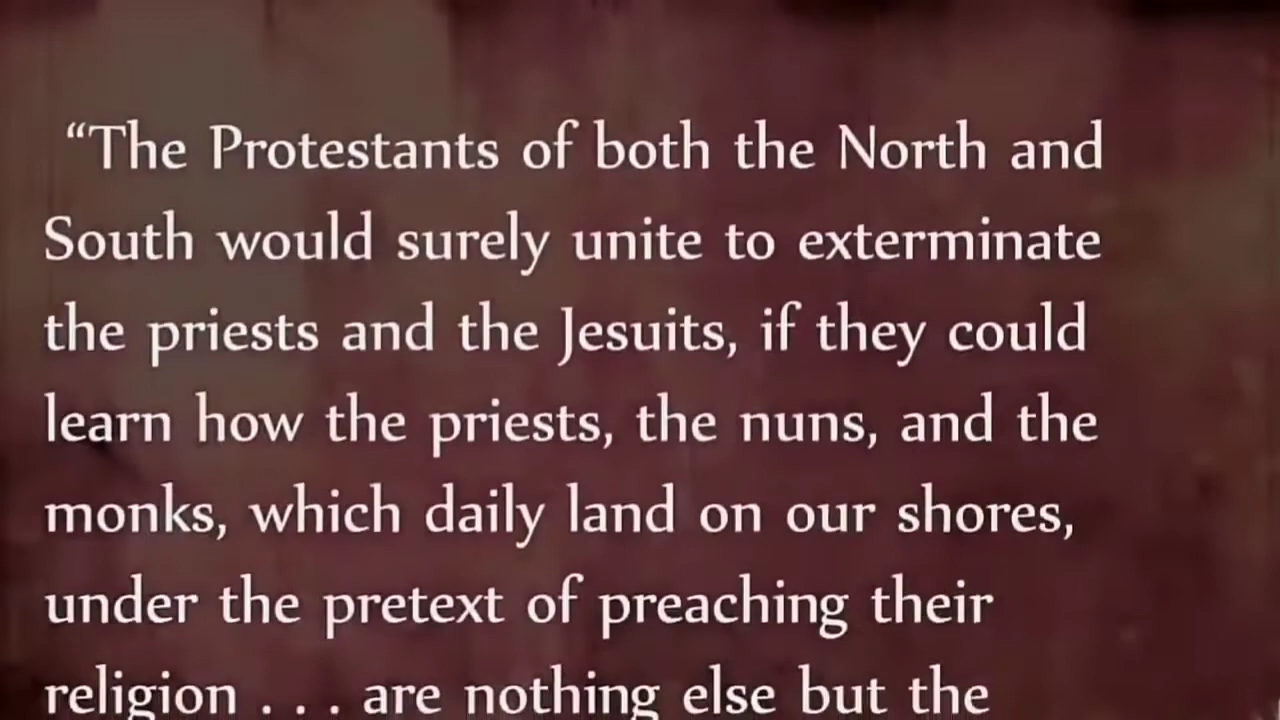 “The Protestants of both the North and
South would surely unite to exterminate
the priests and the Jesuits, if they could
learn how the priests, the nuns, and the
monks, which daily land on our shores,
under the pretext of preaching their
religion . . . are nothing else but the